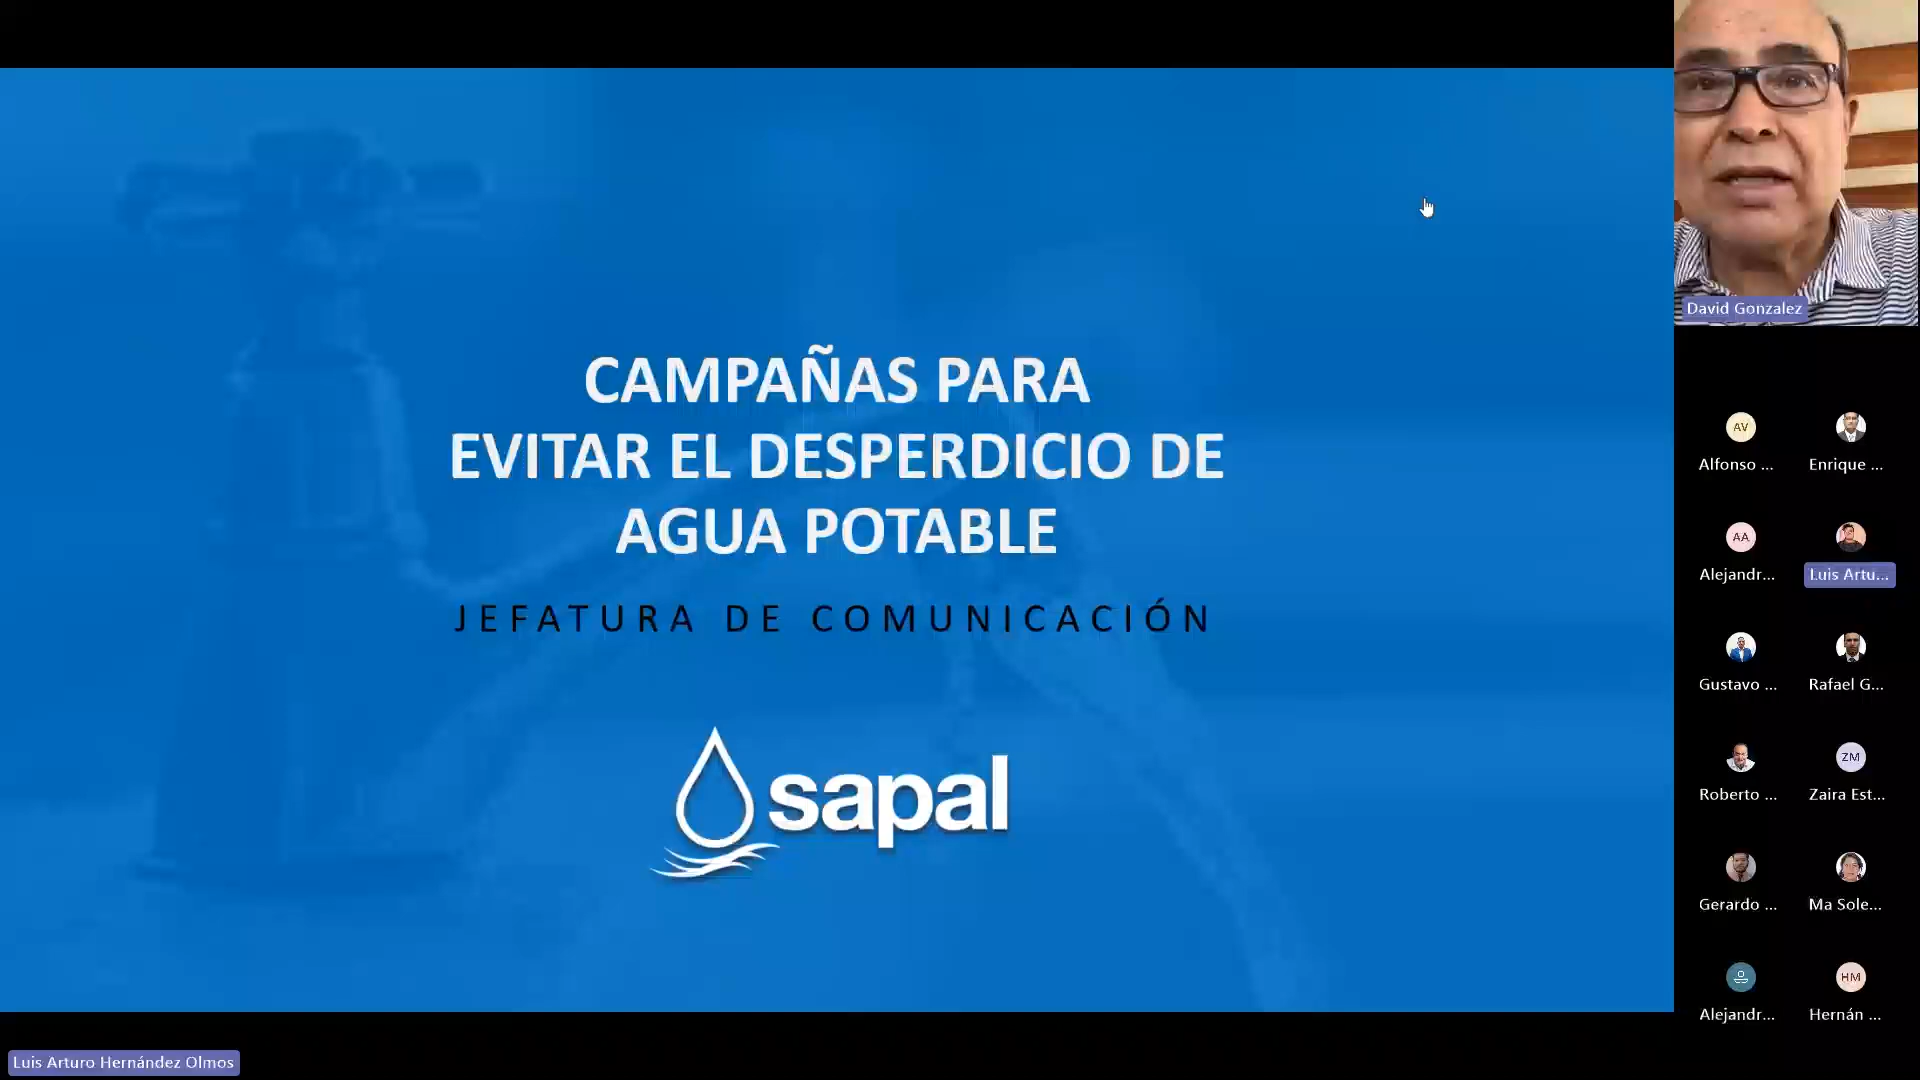 CAMPAÑAS PARA
EVITAR EL DESPERDICIO DE
AGUA POTABLE
JEFATURA DE COMUNICACIÓN
sapal
Luis Arturo Hernández Olmos
David Gonzalez
AV
Alfonso ...
Enrique ...
AA
Alejandr...
Luis Artu...
Gustavo ...
Rafael G...
Roberto ...
ZM
Zaira Est...
Gerardo ...
Ma Sole...
Alejandr...
HM
Hernán ...